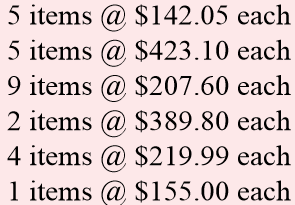 5 items @ $142.05 each
5 items @ $423.10 each
9 items @ $207.60 each
2 items @ $389.80 each
4 items @ $219.99 each
1 items @ $155.00 each